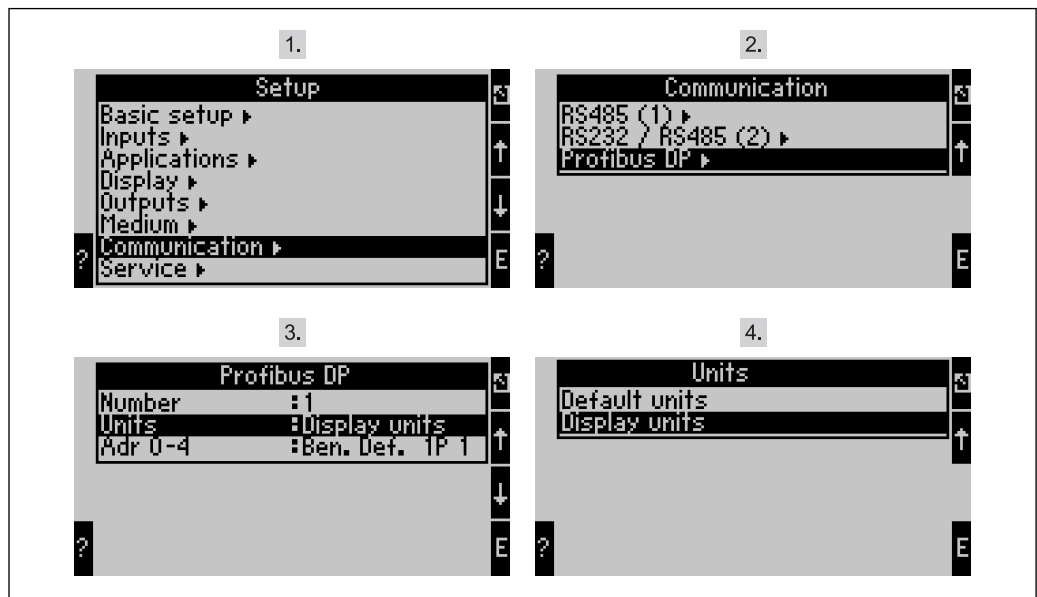 1.
Setup
Basic setup ▸
Inputs ▸
Applications ▸
Display ▸
Outputs ▸
Medium ▸
Communication ▸
Service ▸
? E
2.
Communication
RS485 (1) ▸
RS232 / RS485 (2) ▸
Profibus DP ▸
? E
3.
Profibus DP
Number :1
Units :Display units
Adr 0-4 :Ben. Def. 1P 1
? E
4.
Units
Default units
Display units
? E